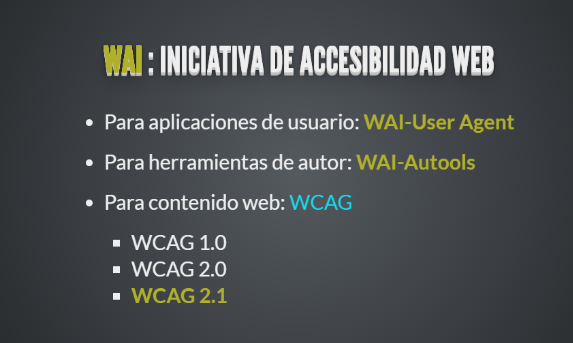 WAI : INICIATIVA DE ACCESIBILIDAD WEB
• Para aplicaciones de usuario: WAI-User Agent
• Para herramientas de autor: WAI-Autools
• Para contenido web: WCAG
▪ WCAG 1.0
▪ WCAG 2.0
▪ WCAG 2.1